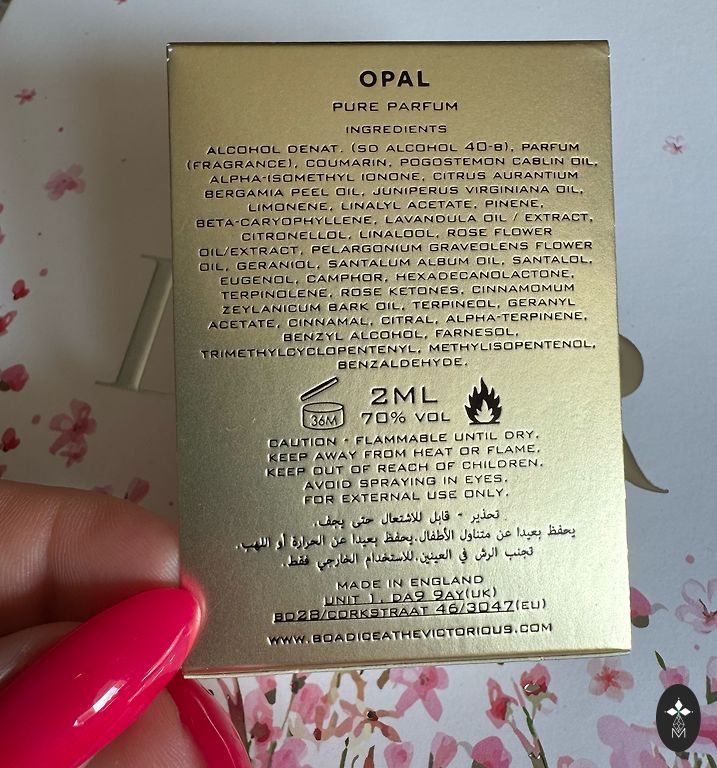 OPAL
PURE PARFUM
INGREDIENTS
ALCOHOL DENAT. (SD ALCOHOL 40-B), PARFUM
(FRAGRANCE), COUMARIN, POGOSTEMON CABLIN OIL,
ALPHA-ISOMETHYL IONONE, CITRUS AURANTIUM
BERGAMIA PEEL OIL, JUNIPERUS VIRGINIANA OIL,
LIMONENE, LINALYL ACETATE, PINENE,
BETA-CARYOPHYLLENE, LAVANDULA OIL / EXTRACT,
CITRONELLOL, LINALOOL, ROSE FLOWER
OIL/EXTRACT, PELARGONIUM GRAVEOLENS FLOWER
OIL, GERANIOL, SANTALUM ALBUM OIL, SANTALOL,
EUGENOL, CAMPHOR, HEXADECANOLACTONE,
TERPINOLENE, ROSE KETONES, CINNAMOMUM
ZEYLANICUM BARK OIL, TERPINEOL, GERANYL
ACETATE, CINNAMAL, CITRAL, ALPHA-TERPINENE,
BENZYL ALCOHOL, FARNESOL,
TRIMETHYLCYCLOPENTENYL, METHYLISOPENTENOL,
BENZALDEHYDE.
36M
2ML
70% VOL
CAUTION - FLAMMABLE UNTIL DRY.
KEEP AWAY FROM HEAT OR FLAME.
KEEP OUT OF REACH OF CHILDREN.
AVOID SPRAYING IN EYES.
FOR EXTERNAL USE ONLY.
تحذير - قابل للاشتعال حتى يجف.
يحفظ بعيدا عن متناول الأطفال.يحفظ بعيدا عن الحرارة أو اللهب.
تجنب الرش في العينين.للاستخدام الخارجي فقط.
MADE IN ENGLAND
UNIT 1, DA9 9AY(UK)
BD28/CORKSTRAAT 46/3047(EU)
WWW.BOADICEATHEVICTORIOUS.COM